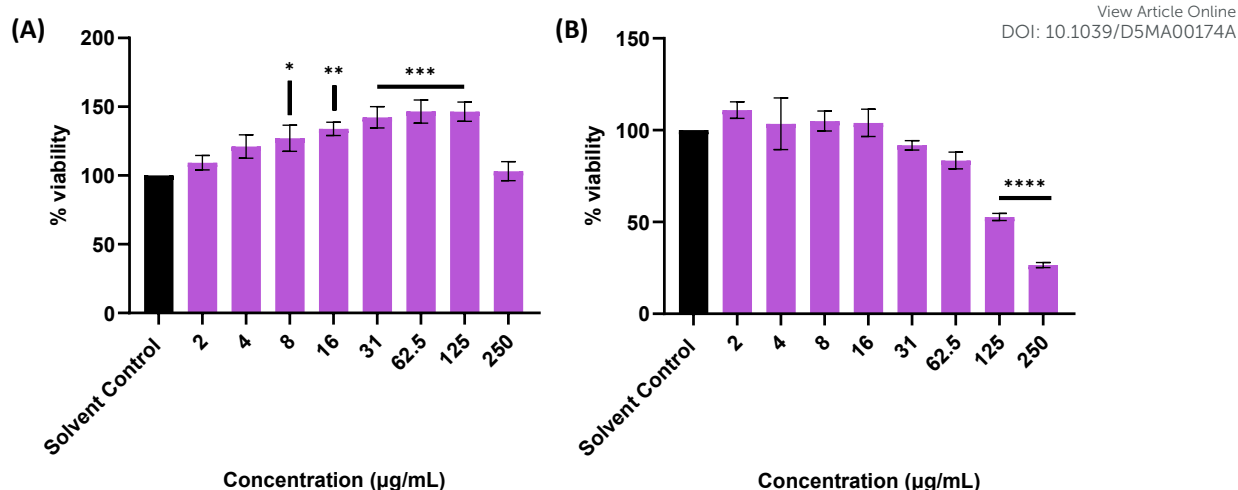 View Article Online
DOI: 10.1039/D5MA00174A
(A)
% viability
200
150
100
50
0
*
**
***
Solvent Control
2
4
8
16
31
62.5
125
250
Concentration (µg/mL)
(B)
% viability
150
100
50
0
****
Solvent Control
2
4
8
16
31
62.5
125
250
Concentration (µg/mL)